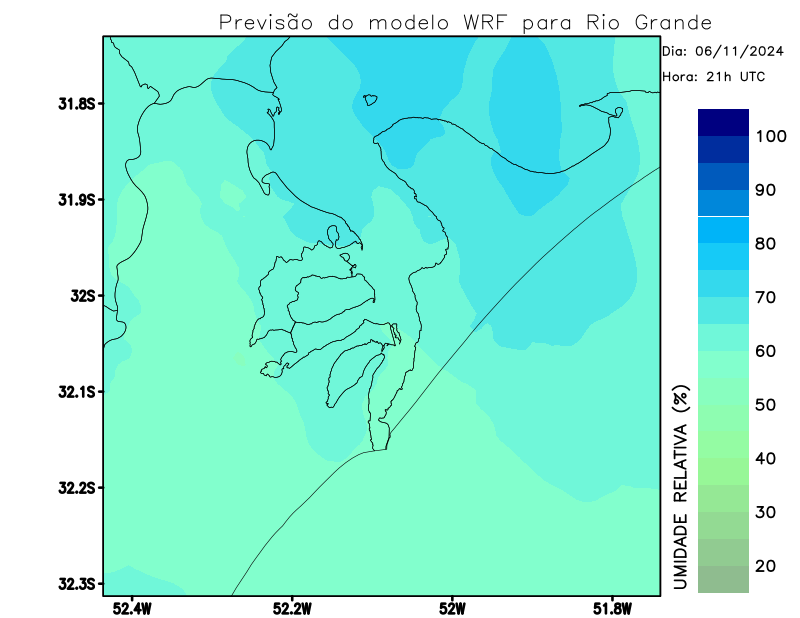 Previsão do modelo WRF para Rio Grande
Dia: 06/11/2024
Hora: 21h UTC
31.8S
31.9S
32S
32.1S
32.2S
32.3S
52.4W
52.2W
52W
51.8W
100
90
80
70
60
50
40
30
20
UMIDADE RELATIVA (%)